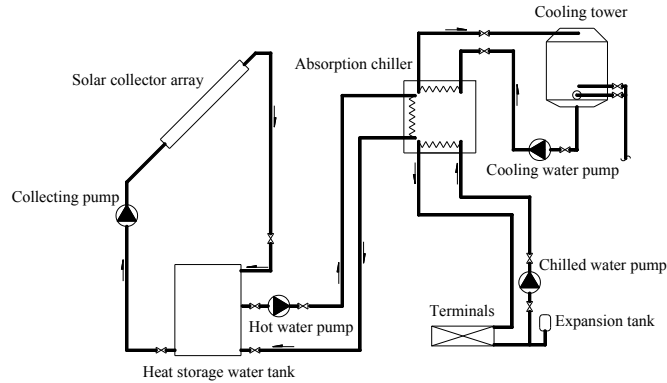 Cooling tower
Absorption chiller
Solar collector array
Cooling water pump
Collecting pump
Chilled water pump
Terminals
Expansion tank
Hot water pump
Heat storage water tank